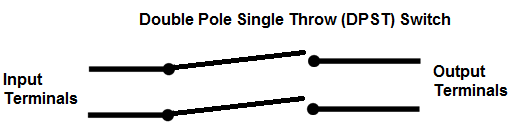 Double Pole Single Throw (DPST) Switch
Input
Terminals
Output
Terminals